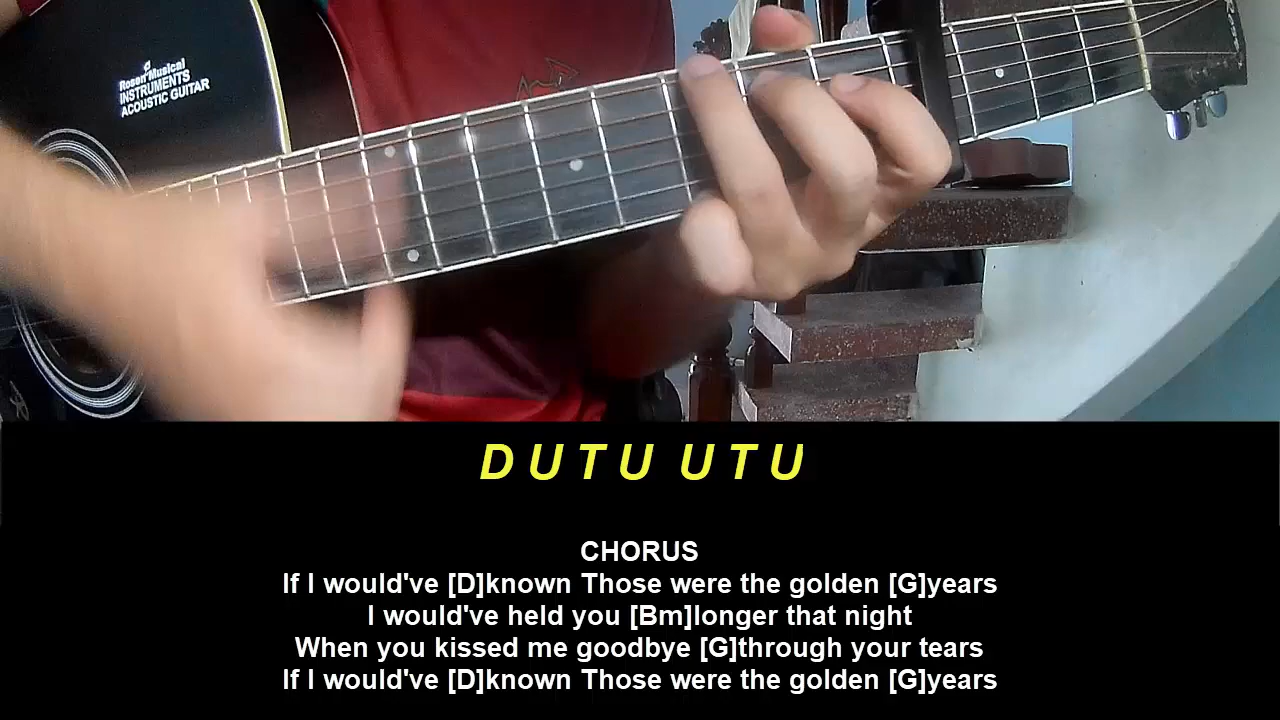 Rosen Musical
INSTRUMENTS
ACOUSTIC GUITAR
D U T U U T U
CHORUS
If I would've [D]known Those were the golden [G]years
I would've held you [Bm]longer that night
When you kissed me goodbye [G]through your tears
If I would've [D]known Those were the golden [G]years